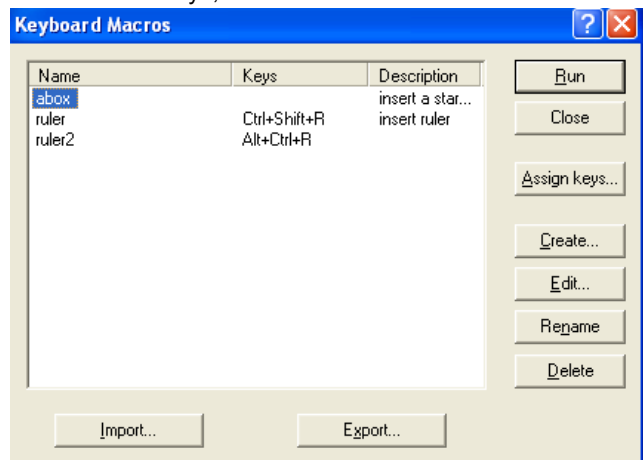 Keyboard Macros
Name Keys Description
abox insert a star...
ruler Ctrl+Shift+R insert ruler
ruler2 Alt+Ctrl+R
Run
Close
Assign keys...
Create...
Edit...
Rename
Delete
Import... Export...